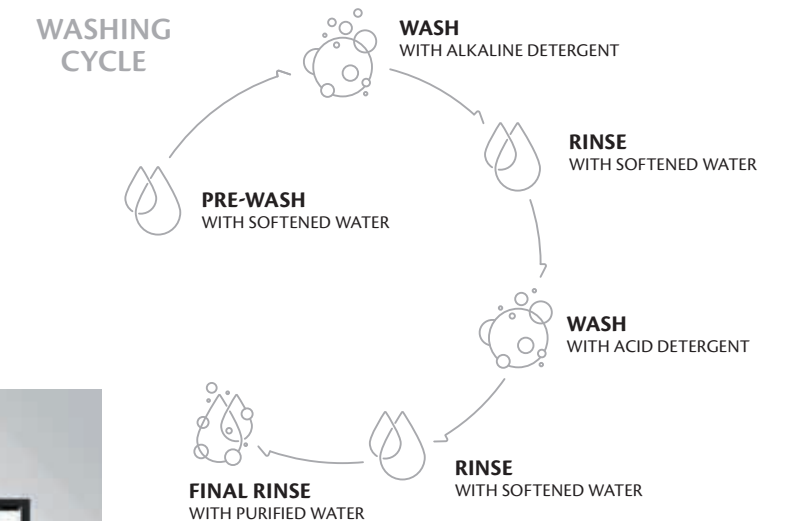 WASHING
CYCLE
WASH
WITH ALKALINE DETERGENT
RINSE
WITH SOFTENED WATER
PRE-WASH
WITH SOFTENED WATER
WASH
WITH ACID DETERGENT
RINSE
WITH SOFTENED WATER
FINAL RINSE
WITH PURIFIED WATER